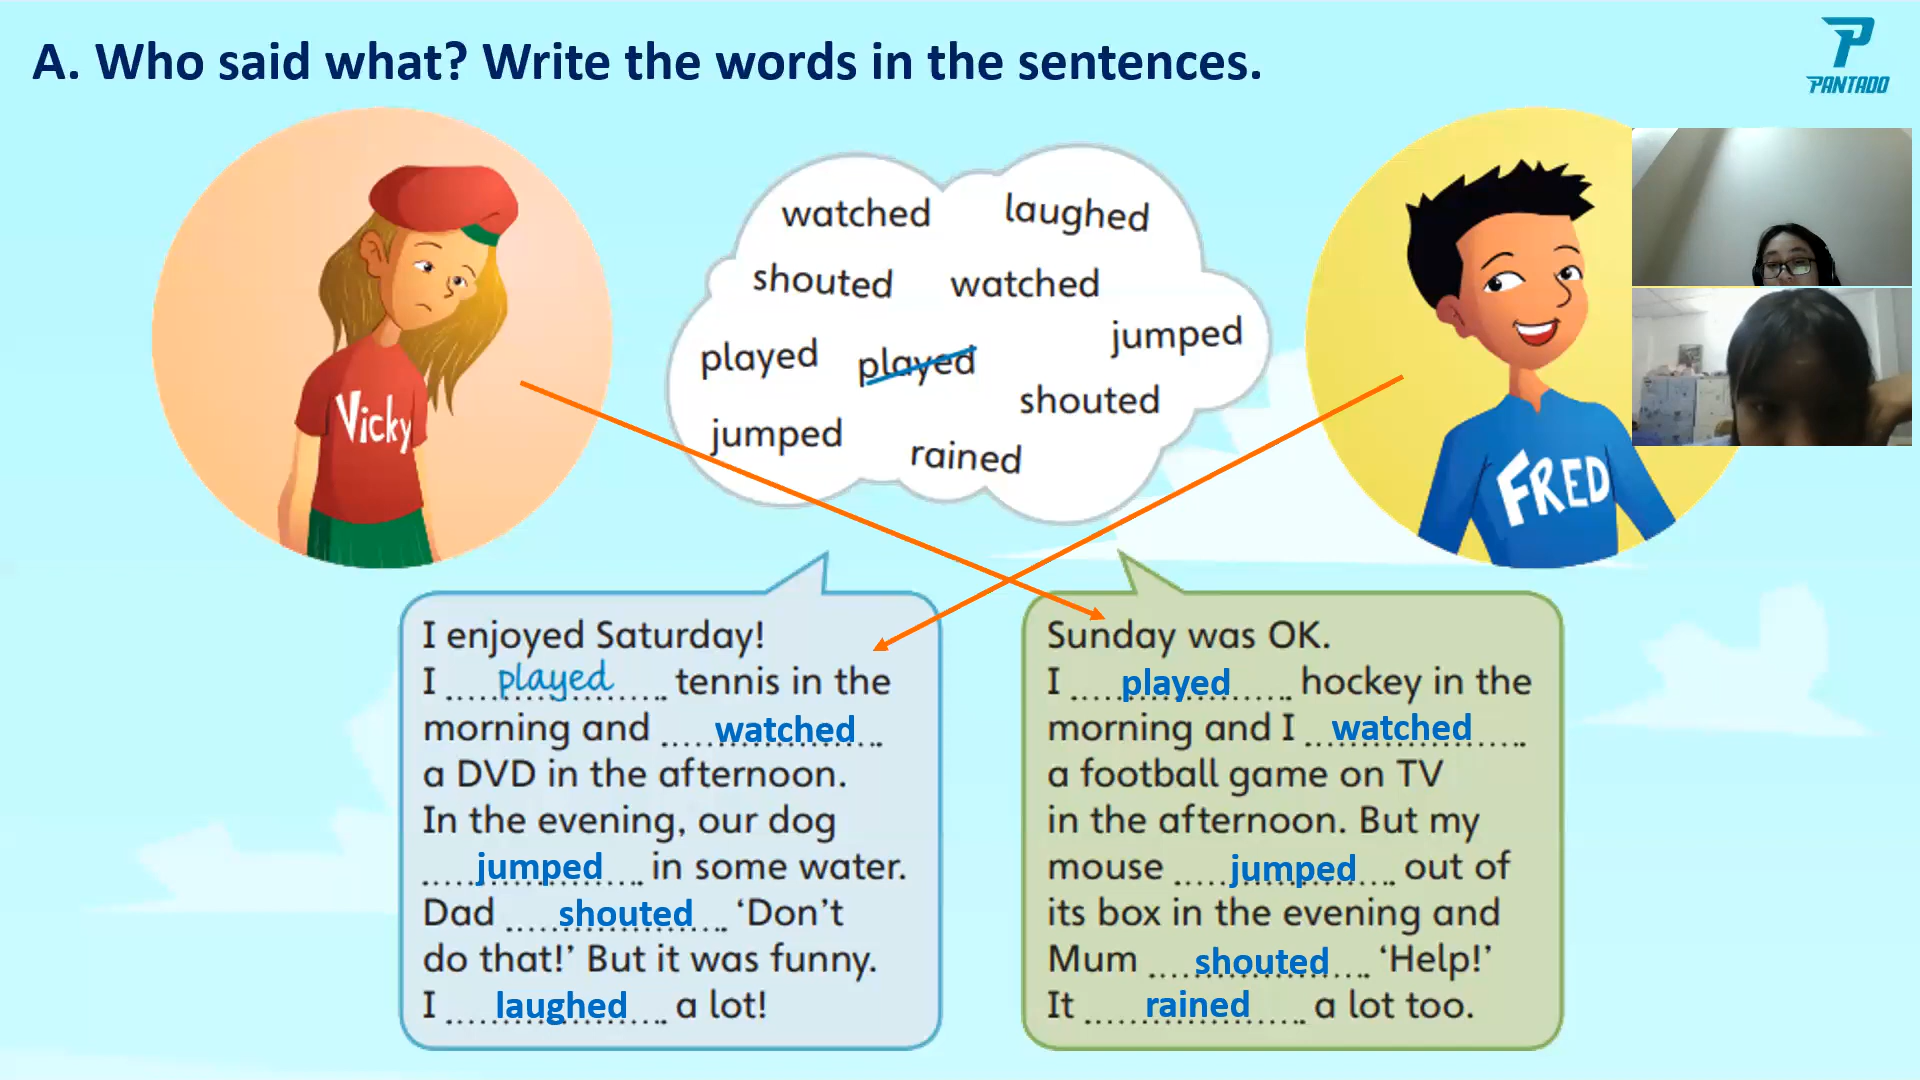 A. Who said what? Write the words in the sentences.
PANTADO
watched laughed
shouted watched
played played jumped
shouted
jumped rained
Vicky
FRED
I enjoyed Saturday!
I played tennis in the
morning and watched
a DVD in the afternoon.
In the evening, our dog
jumped in some water.
Dad shouted ‘Don’t
do that!’ But it was funny.
I laughed a lot!
Sunday was OK.
I played hockey in the
morning and I watched
a football game on TV
in the afternoon. But my
mouse jumped out of
its box in the evening and
Mum shouted ‘Help!’
It rained a lot too.